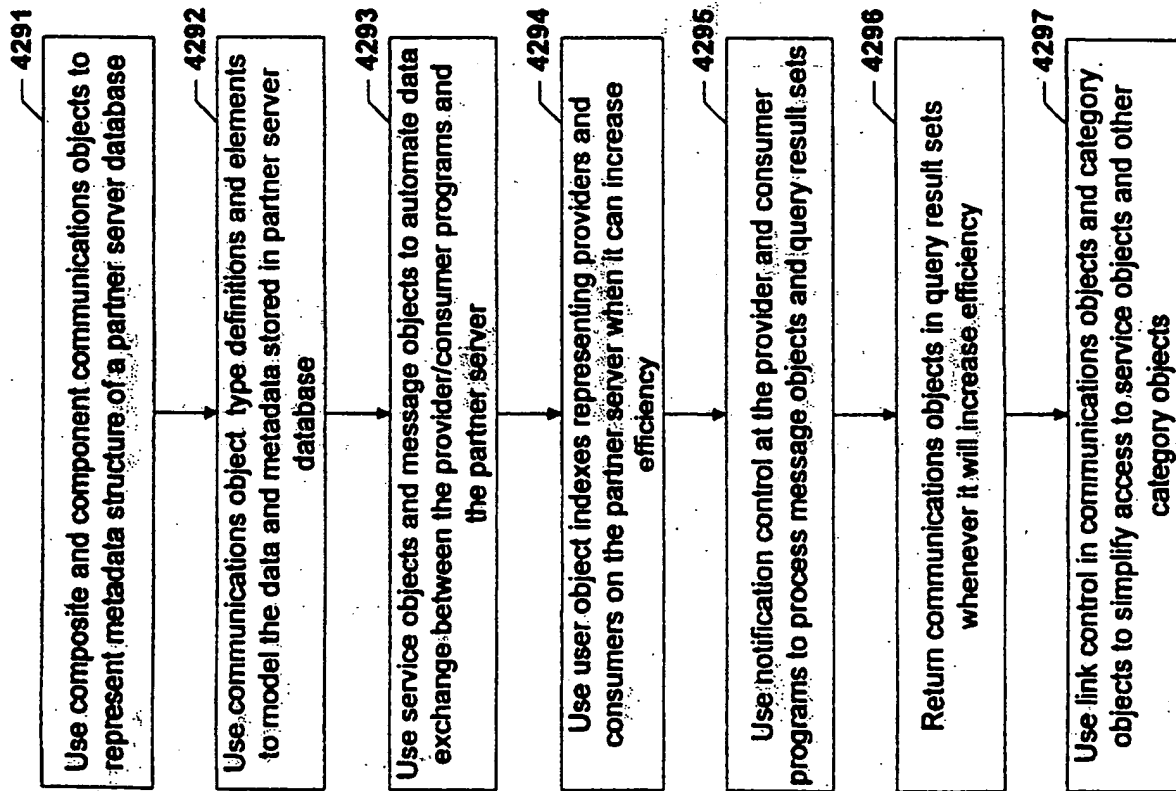 4291
Use composite and component communications objects to
represent metadata structure of a partner server database
4292
Use communications object type definitions and elements
to model the data and metadata stored in partner server
database
4293
Use service objects and message objects to automate data
exchange between the provider/consumer programs and
the partner server
4294
Use user object indexes representing providers and
consumers on the partner server when it can increase
efficiency
4295
Use notification control at the provider and consumer
programs to process message objects and query result sets
4296
Return communications objects in query result sets
whenever it will increase efficiency
4297
Use link control in communications objects and category
objects to simplify access to service objects and other
category objects